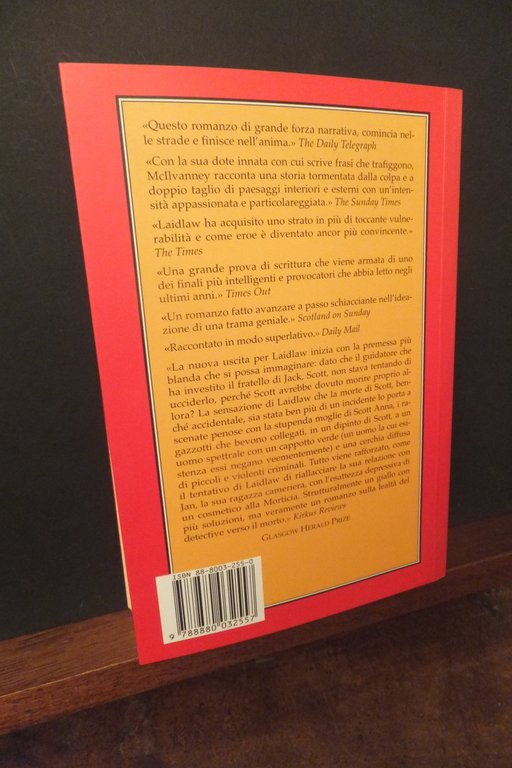 «Questo romanzo di grande forza narrativa, comincia nel-
le strade e finisce nell'anima.» The Daily Telegraph
«Con la sua dote innata con cui scrive frasi che trafiggono,
McIlvanney racconta una storia tormentata dalla colpa e a
doppio taglio di paesaggi interiori e esterni con un'inten-
sità appassionata e particolareggiata.» The Sunday Times
«Laidlaw ha acquisito uno strato in più di toccante vulne-
rabilità e come eroe è diventato ancor più convincente.»
The Times
«Una grande prova di scrittura che viene armata di uno
dei finali più intelligenti e provocatori che abbia letto negli
ultimi anni.» Times Out
«Un romanzo fatto avanzare a passo schiacciante nell'idea-
zione di una trama geniale.» Scotland on Sunday
«Raccontato in modo superlativo.» Daily Mail
«La nuova uscita per Laidlaw inizia con la premessa più
blanda che si possa immaginare: dato che il guidatore che
ha investito il fratello di Jack, Scott, non stava tentando di
ucciderlo, perché Scott avrebbe dovuto morire proprio al-
lora? La sensazione di Laidlaw che la morte di Scott, ben-
ché accidentale, sia stata ben più di un incidente lo porta a
scenate penose con la stupenda moglie di Scott Anna, i ra-
gazzotti che bevono collegati, in un dipinto di Scott, a un
uomo spettrale con un cappotto verde (un uomo la cui esi-
stenza essi negano veementemente) e una cerchia diffusa
di piccoli e violenti criminali. Tutto viene rafforzato, come
il tentativo di Laidlaw di riallacciare la sua relazione con
Jan, la sua ragazza cameriera, con l'esattezza depressiva di
un cosmetico alla Morticia. Strutturalmente un giallo con
più soluzioni, ma veramente un romanzo sulla lealtà del
detective verso il morto.» Kirkus Reviews
GLASGOW HERALD PRIZE
ISBN 88-8003-255-0
9 788880 032557